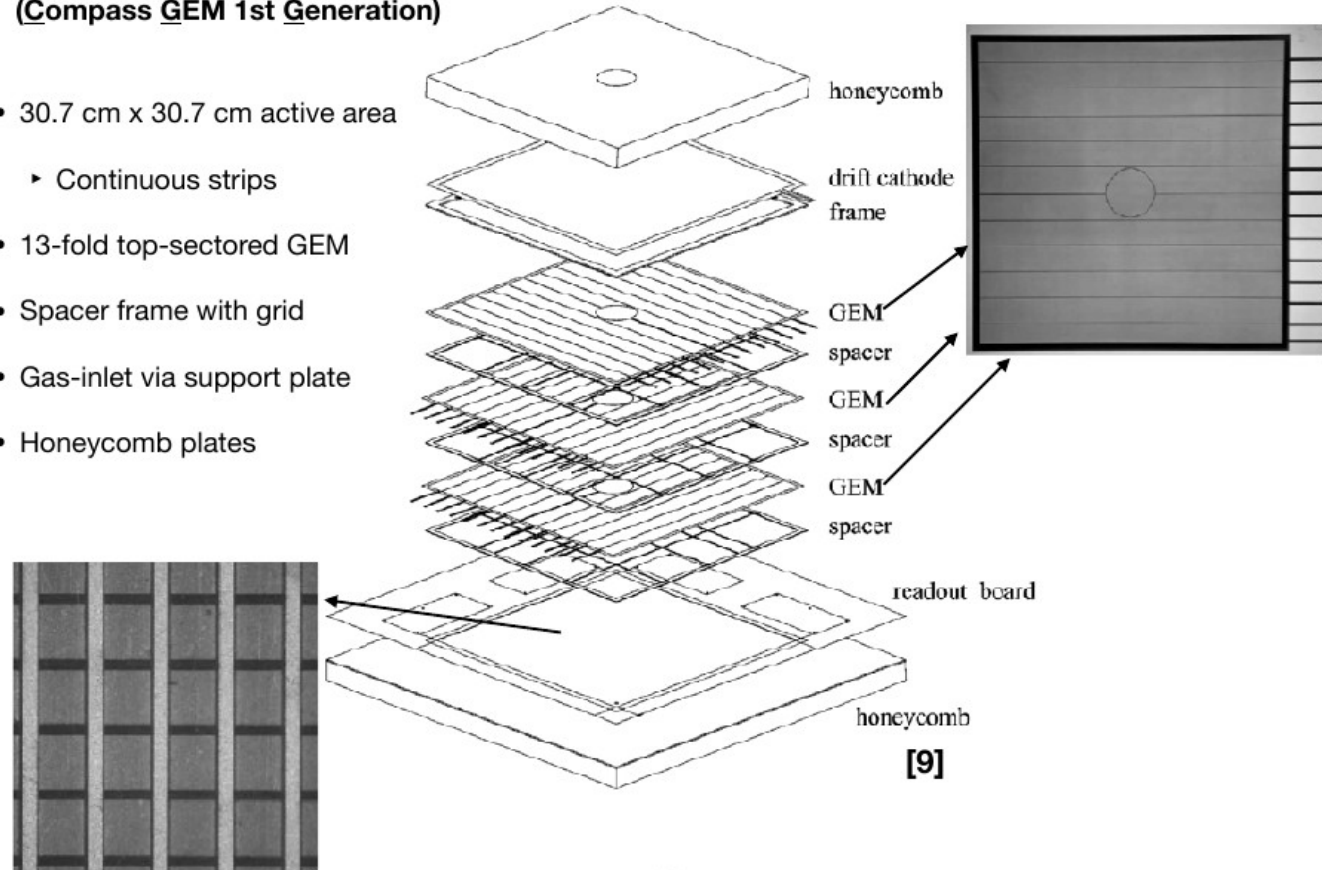 (Compass GEM 1st Generation)
• 30.7 cm x 30.7 cm active area
‣ Continuous strips
• 13-fold top-sectored GEM
• Spacer frame with grid
• Gas-inlet via support plate
• Honeycomb plates
honeycomb
drift cathode
frame
GEM
spacer
GEM
spacer
GEM
spacer
readout board
honeycomb
[9]